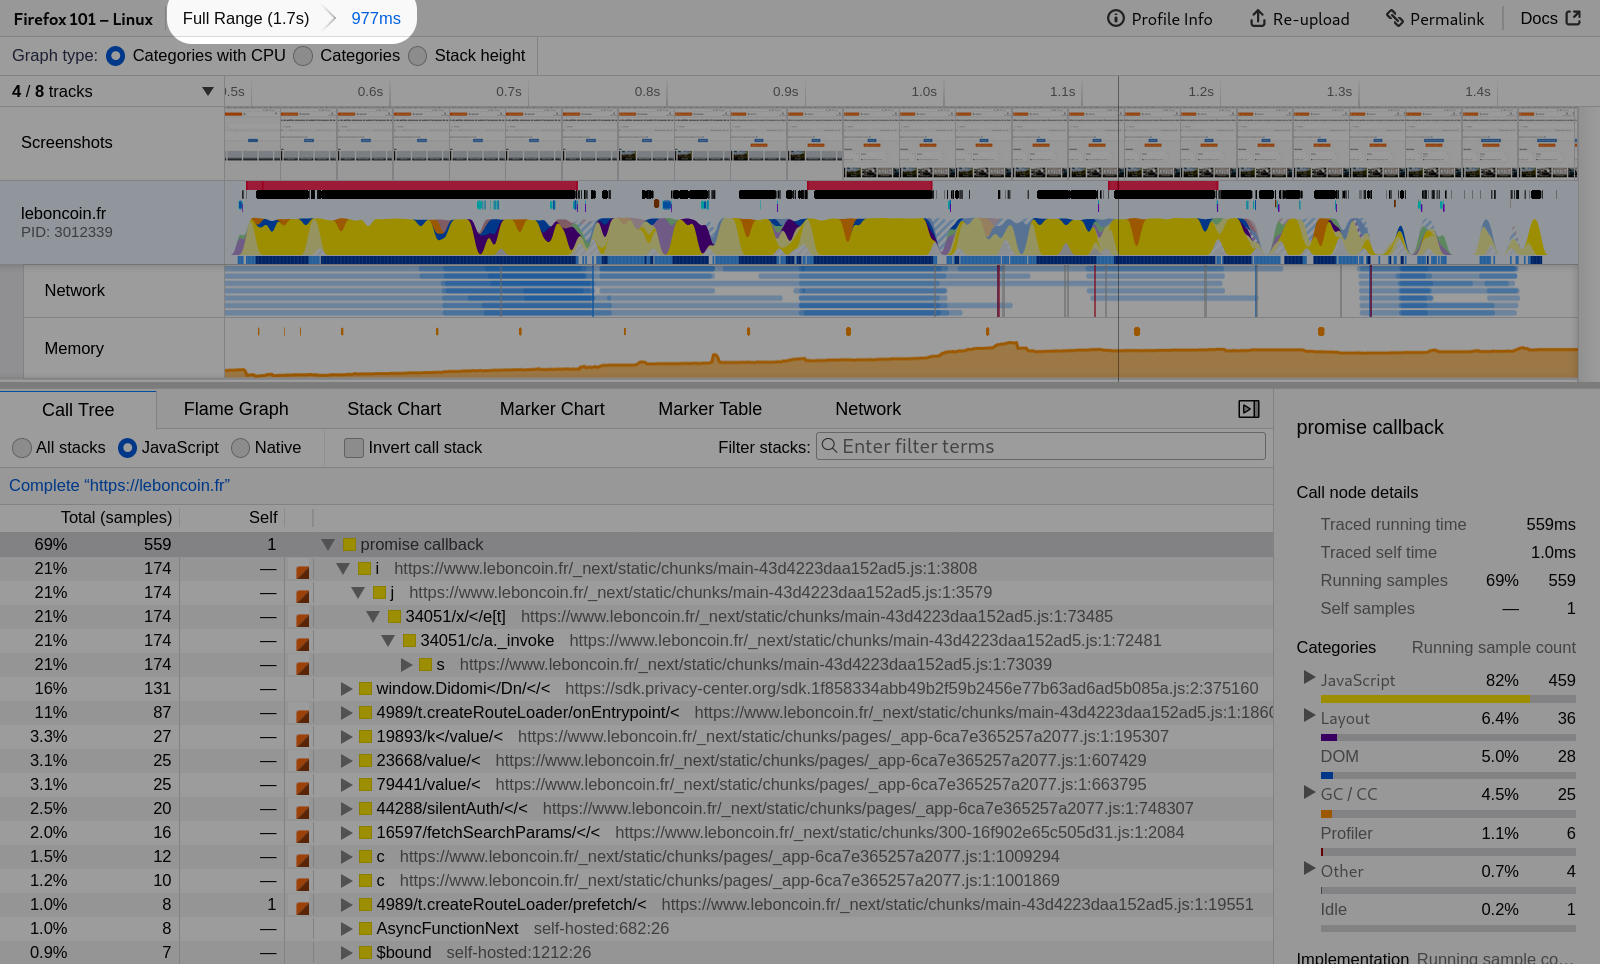 Firefox 101 – Linux Full Range (1.7s) 977ms Profile Info Re-upload Permalink Docs
Graph type: Categories with CPU Categories Stack height
4 / 8 tracks 0.5s 0.6s 0.7s 0.8s 0.9s 1.0s 1.1s 1.2s 1.3s 1.4s
Screenshots
leboncoin.fr
PID: 3012339
Network
Memory
Call Tree Flame Graph Stack Chart Marker Chart Marker Table Network
All stacks JavaScript Native Invert call stack Filter stacks: Enter filter terms
Complete “https://leboncoin.fr”
Total (samples) Self
69% 559 1 promise callback
21% 174 — i https://www.leboncoin.fr/_next/static/chunks/main-43d4223daa152ad5.js:1:3808
21% 174 — j https://www.leboncoin.fr/_next/static/chunks/main-43d4223daa152ad5.js:1:3579
21% 174 — 34051/x/</e[t] https://www.leboncoin.fr/_next/static/chunks/main-43d4223daa152ad5.js:1:73485
21% 174 — 34051/c/a._invoke https://www.leboncoin.fr/_next/static/chunks/main-43d4223daa152ad5.js:1:72481
21% 174 — s https://www.leboncoin.fr/_next/static/chunks/main-43d4223daa152ad5.js:1:73039
16% 131 — window.Didomi</Dn/</< https://sdk.privacy-center.org/sdk.1f858334abb49b2f59b2456e77b63ad6ad5b085a.js:2:375160
11% 87 — 4989/t.createRouteLoader/onEntrypoint/< https://www.leboncoin.fr/_next/static/chunks/main-43d4223daa152ad5.js:1:1860
3.3% 27 — 19893/k</value/< https://www.leboncoin.fr/_next/static/chunks/pages/_app-6ca7e365257a2077.js:1:195307
3.1% 25 — 23668/value/< https://www.leboncoin.fr/_next/static/chunks/pages/_app-6ca7e365257a2077.js:1:607429
3.1% 25 — 79441/value/< https://www.leboncoin.fr/_next/static/chunks/pages/_app-6ca7e365257a2077.js:1:663795
2.5% 20 — 44288/silentAuth/</< https://www.leboncoin.fr/_next/static/chunks/pages/_app-6ca7e365257a2077.js:1:748307
2.0% 16 — 16597/fetchSearchParams/</< https://www.leboncoin.fr/_next/static/chunks/300-16f902e65c505d31.js:1:2084
1.5% 12 — c https://www.leboncoin.fr/_next/static/chunks/pages/_app-6ca7e365257a2077.js:1:1009294
1.2% 10 — c https://www.leboncoin.fr/_next/static/chunks/pages/_app-6ca7e365257a2077.js:1:1001869
1.0% 8 1 4989/t.createRouteLoader/prefetch/< https://www.leboncoin.fr/_next/static/chunks/main-43d4223daa152ad5.js:1:19551
1.0% 8 — AsyncFunctionNext self-hosted:682:26
0.9% 7 — $bound self-hosted:1212:26
promise callback
Call node details
Traced running time 559ms
Traced self time 1.0ms
Running samples 69% 559
Self samples — 1
Categories Running sample count
JavaScript 82% 459
Layout 6.4% 36
DOM 5.0% 28
GC / CC 4.5% 25
Profiler 1.1% 6
Other 0.7% 4
Idle 0.2% 1
Implementation Running sample co…